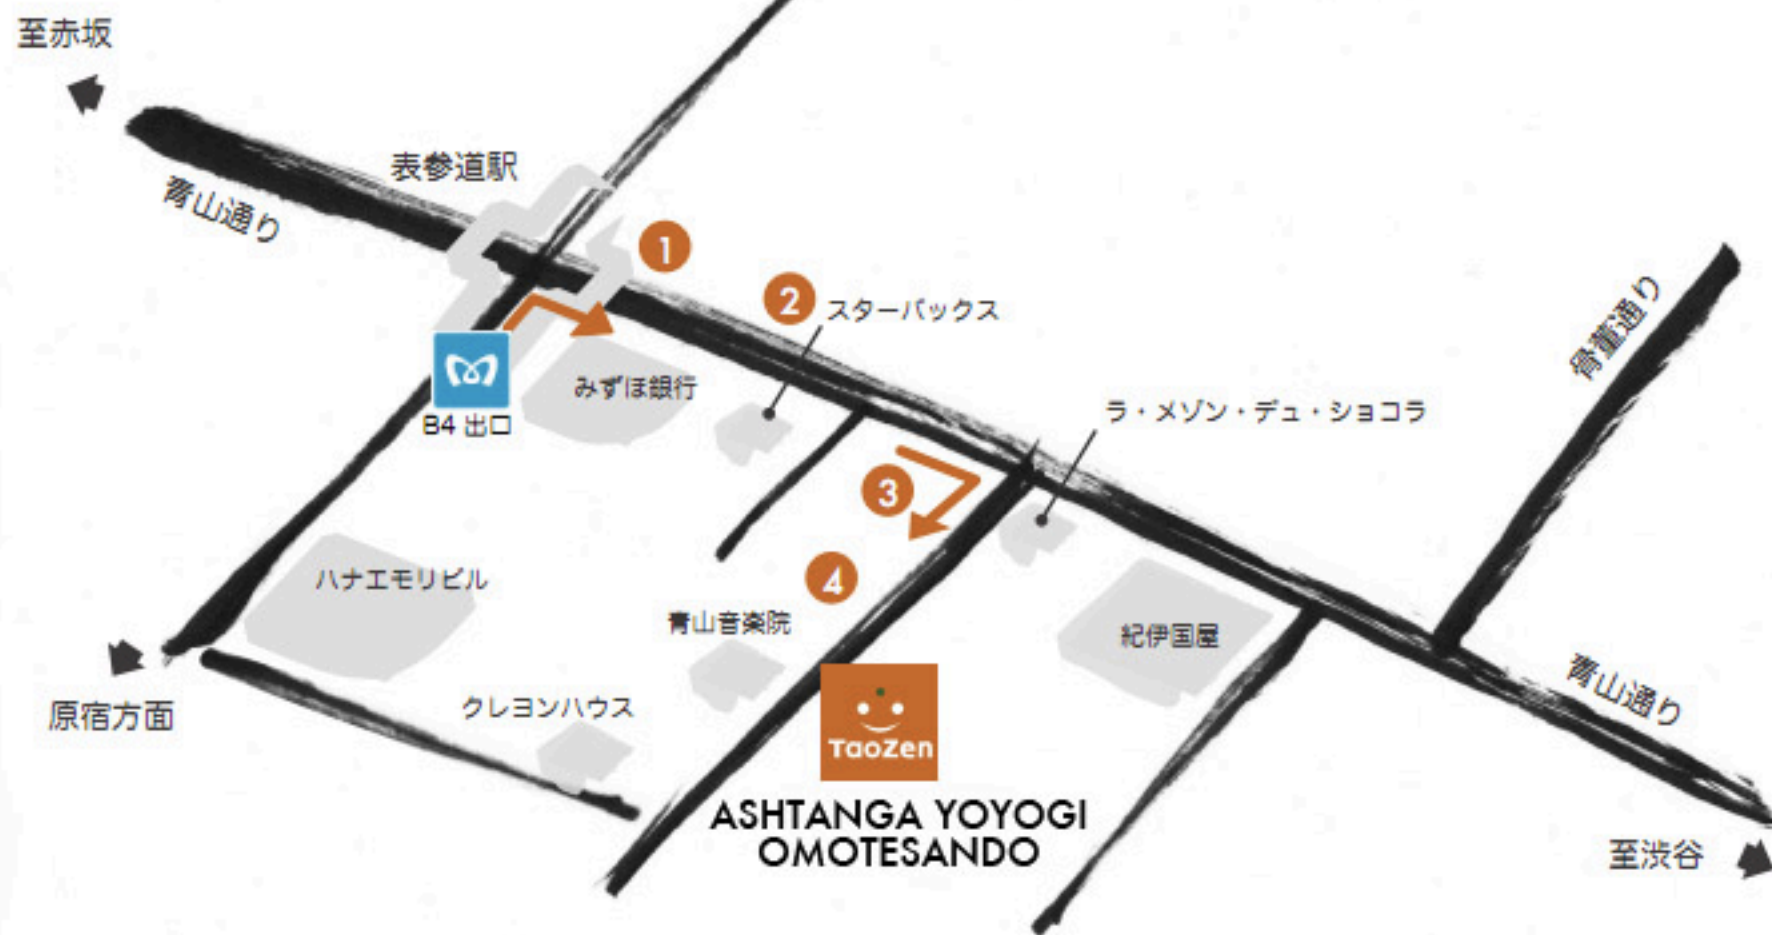 至赤坂
表参道駅
青山通り
1
2
スターバックス
骨董通り
みずほ銀行
B4 出口
ラ・メゾン・デュ・ショコラ
3
4
ハナエモリビル
青山音楽院
紀伊国屋
青山通り
原宿方面
クレヨンハウス
TaoZen
ASHTANGA YOYOGI
OMOTESANDO
至渋谷